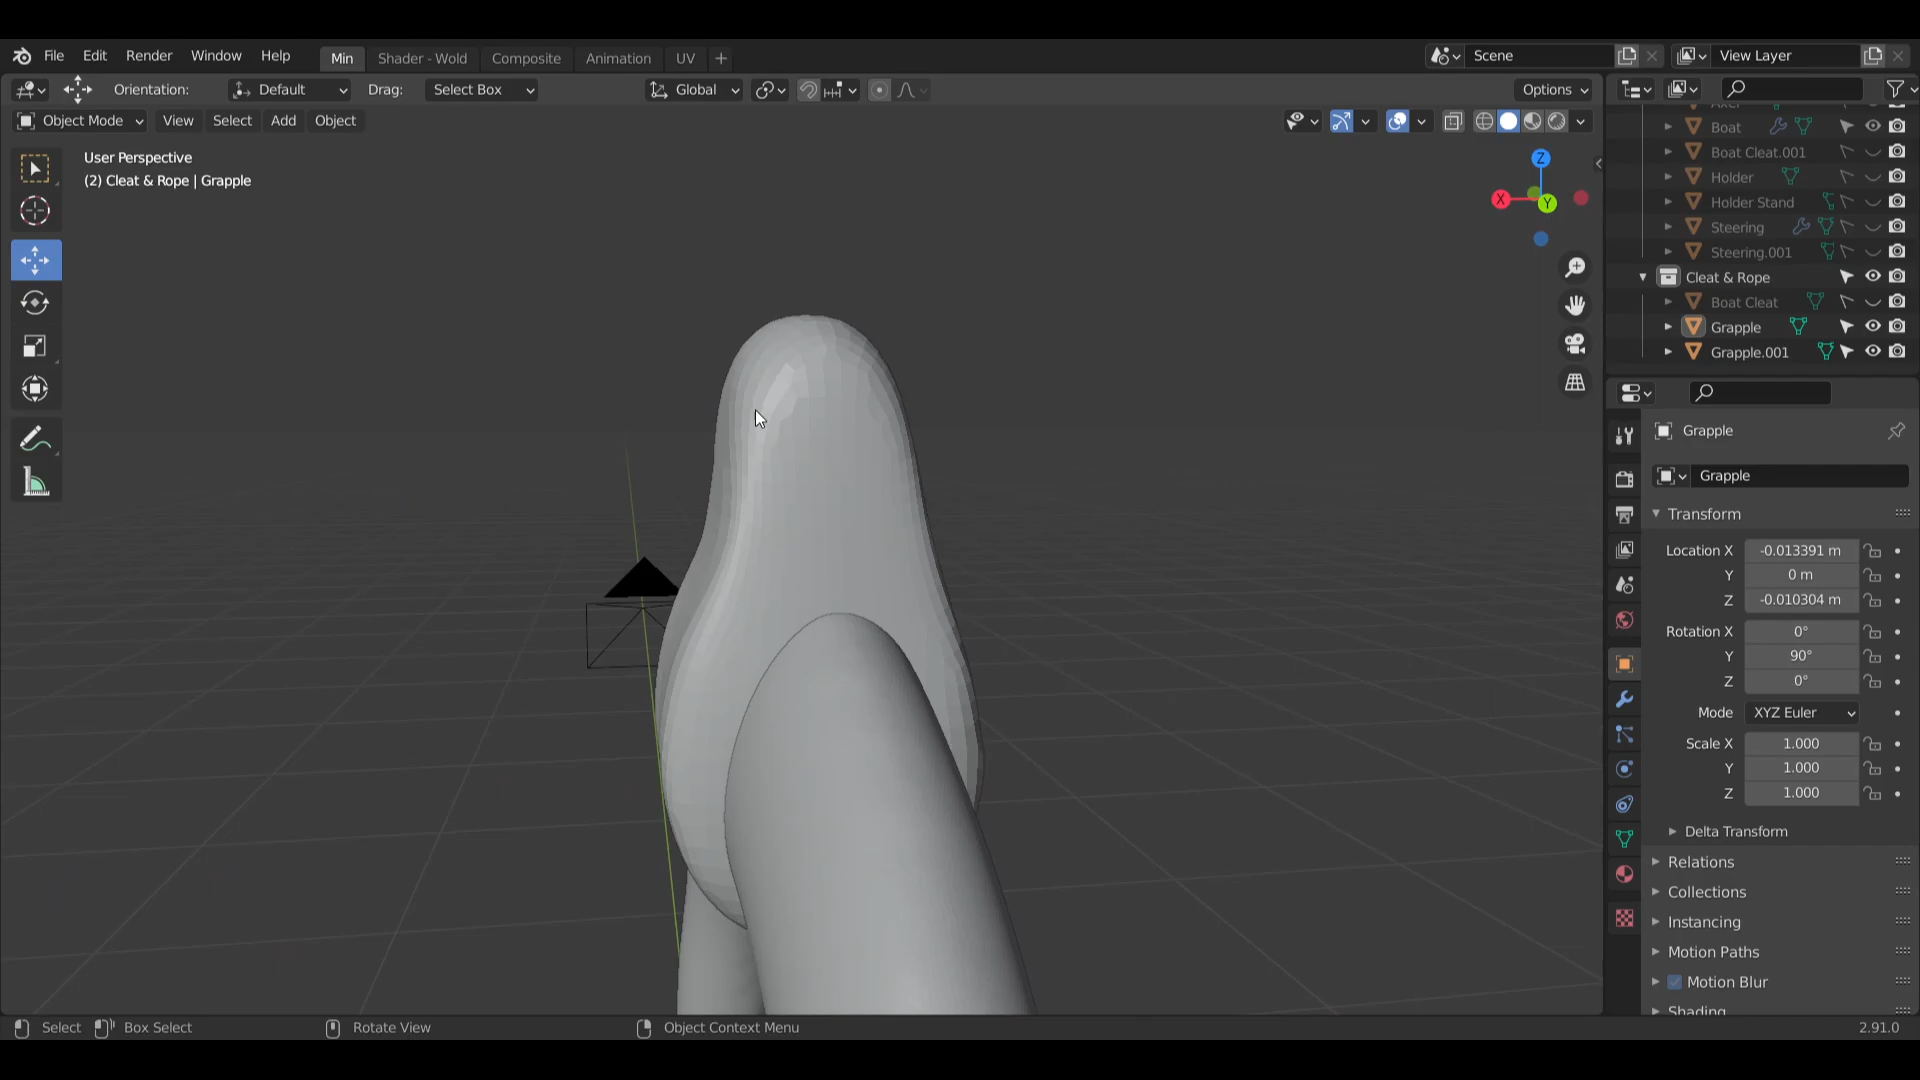 File Edit Render Window Help Min Shader - Wold Composite Animation UV + Scene View Layer
Orientation: Default Drag: Select Box Global Options
Object Mode View Select Add Object
User Perspective
(2) Cleat & Rope | Grapple
Z
X
Y
Axel
Boat
Boat Cleat.001
Holder
Holder Stand
Steering
Steering.001
Cleat & Rope
Boat Cleat
Grapple
Grapple.001
Grapple
Grapple
Transform
Location X -0.013391 m
Y 0 m
Z -0.010304 m
Rotation X 0°
Y 90°
Z 0°
Mode XYZ Euler
Scale X 1.000
Y 1.000
Z 1.000
Delta Transform
Relations
Collections
Instancing
Motion Paths
Motion Blur
Shading
Select Box Select Rotate View Object Context Menu 2.91.0